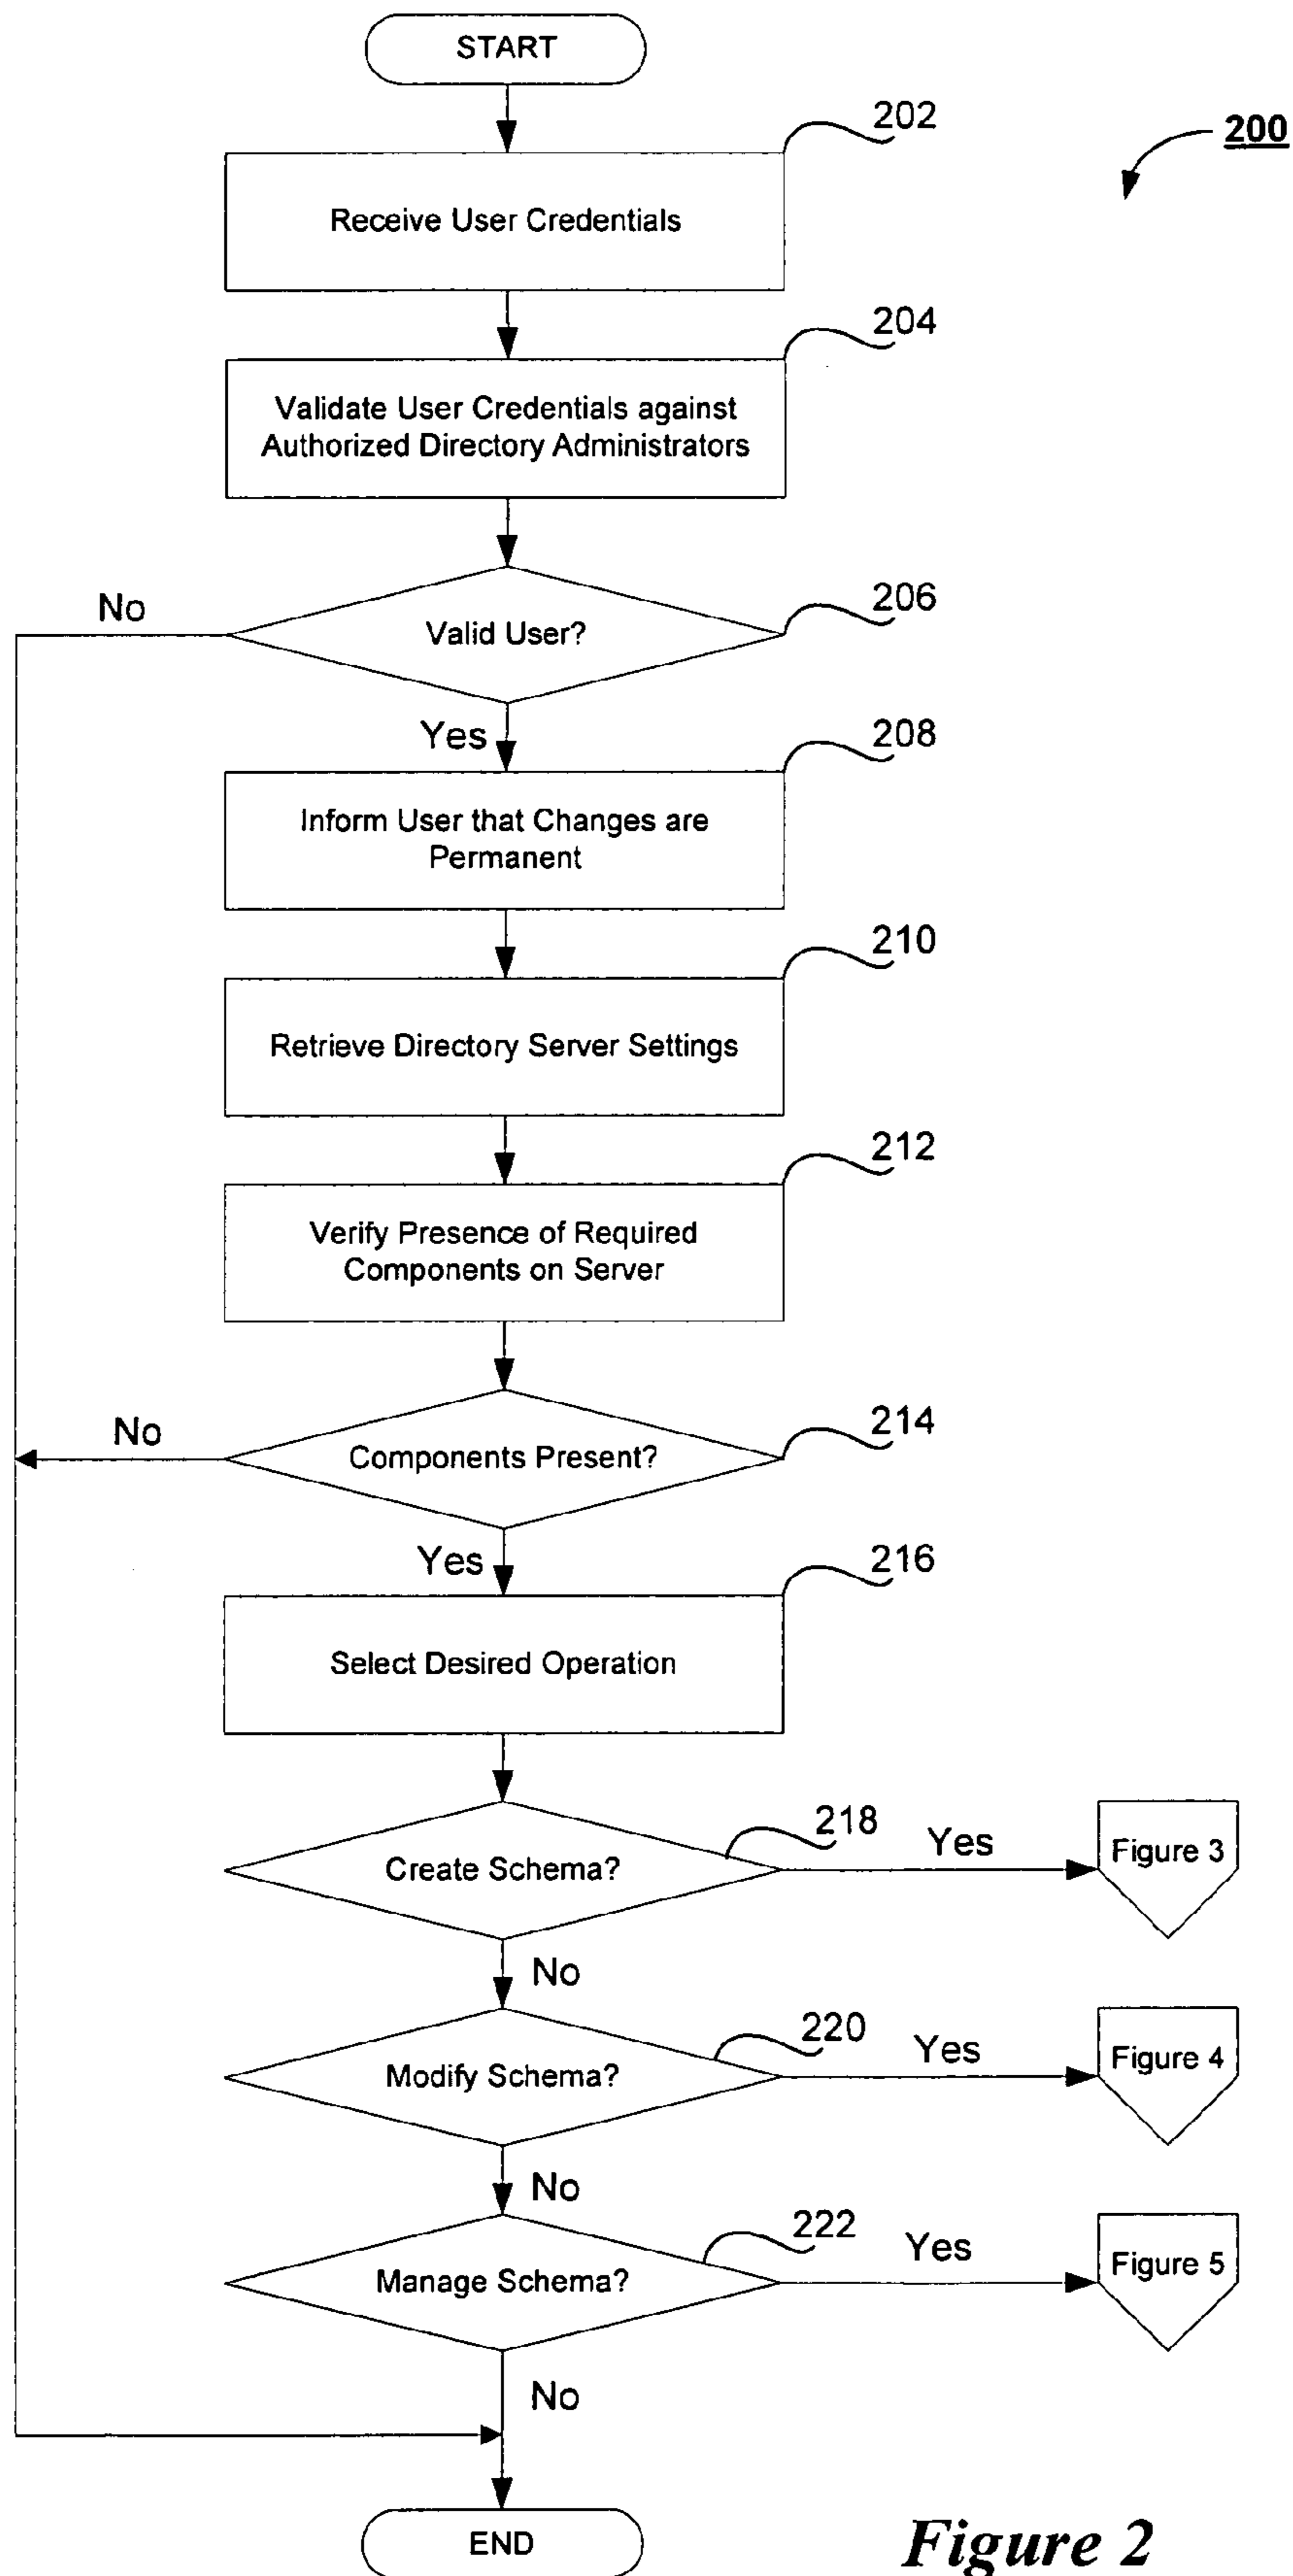 START
202
200
Receive User Credentials
204
Validate User Credentials against
Authorized Directory Administrators
206
No
Valid User?
Yes
208
Inform User that Changes are
Permanent
210
Retrieve Directory Server Settings
212
Verify Presence of Required
Components on Server
214
No
Components Present?
Yes
216
Select Desired Operation
218
Create Schema?
Yes
Figure 3
No
220
Modify Schema?
Yes
Figure 4
No
222
Manage Schema?
Yes
Figure 5
No
END
Figure 2